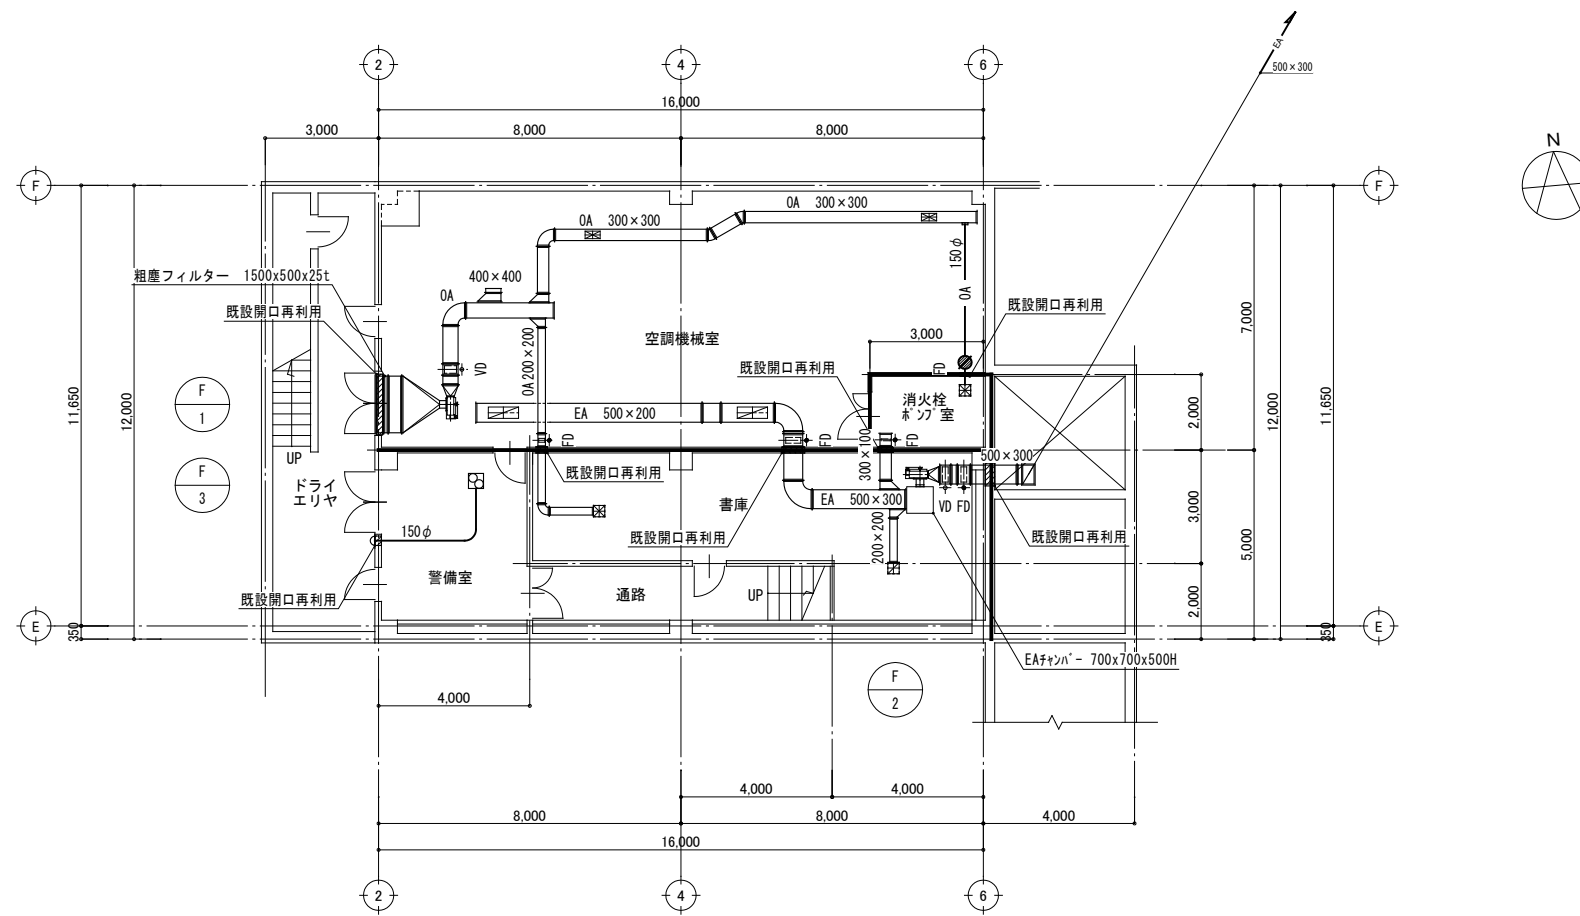 EA
500×300
2
4
6
16,000
3,000
8,000
8,000
N
F
F
OA 300×300
OA 300×300
粗塵フィルター 1500x500x25t
400×400
OA
150φ
OA
既設開口再利用
既設開口再利用
3,000
7,000
空調機械室
VD
OA 200×200
既設開口再利用
FD
11,650
12,000
F
1
EA 500×200
消火栓
ポンプ室
2,000
12,000
11,650
FD
FD
300×100
FD
UP
500×300
F
3
ドライ
エリヤ
既設開口再利用
書庫
EA 500×300
VD FD
3,000
150φ
既設開口再利用
200×200
既設開口再利用
5,000
警備室
通路
UP
既設開口再利用
2,000
E
350
350
E
EAチャンバー 700x700x500H
F
2
4,000
4,000
4,000
8,000
8,000
4,000
16,000
2
4
6